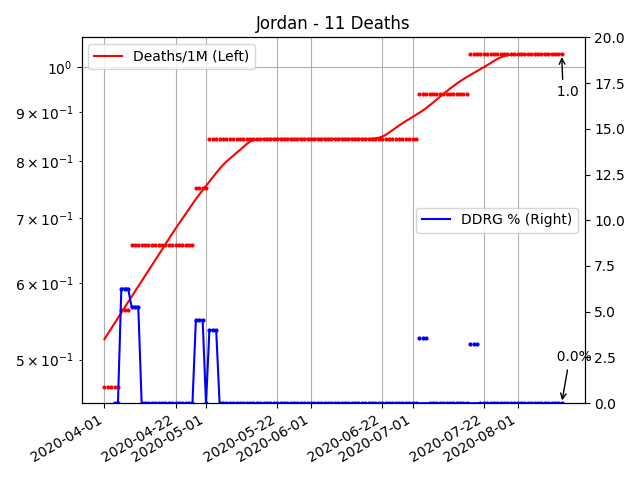 Jordan - 11 Deaths
Deaths/1M (Left)
DDRG % (Right)
1.0
0.0%
10⁰
9 × 10⁻¹
8 × 10⁻¹
7 × 10⁻¹
6 × 10⁻¹
5 × 10⁻¹
20.0
17.5
15.0
12.5
10.0
7.5
5.0
2.5
0.0
2020-04-01
2020-04-22
2020-05-01
2020-05-22
2020-06-01
2020-06-22
2020-07-01
2020-07-22
2020-08-01